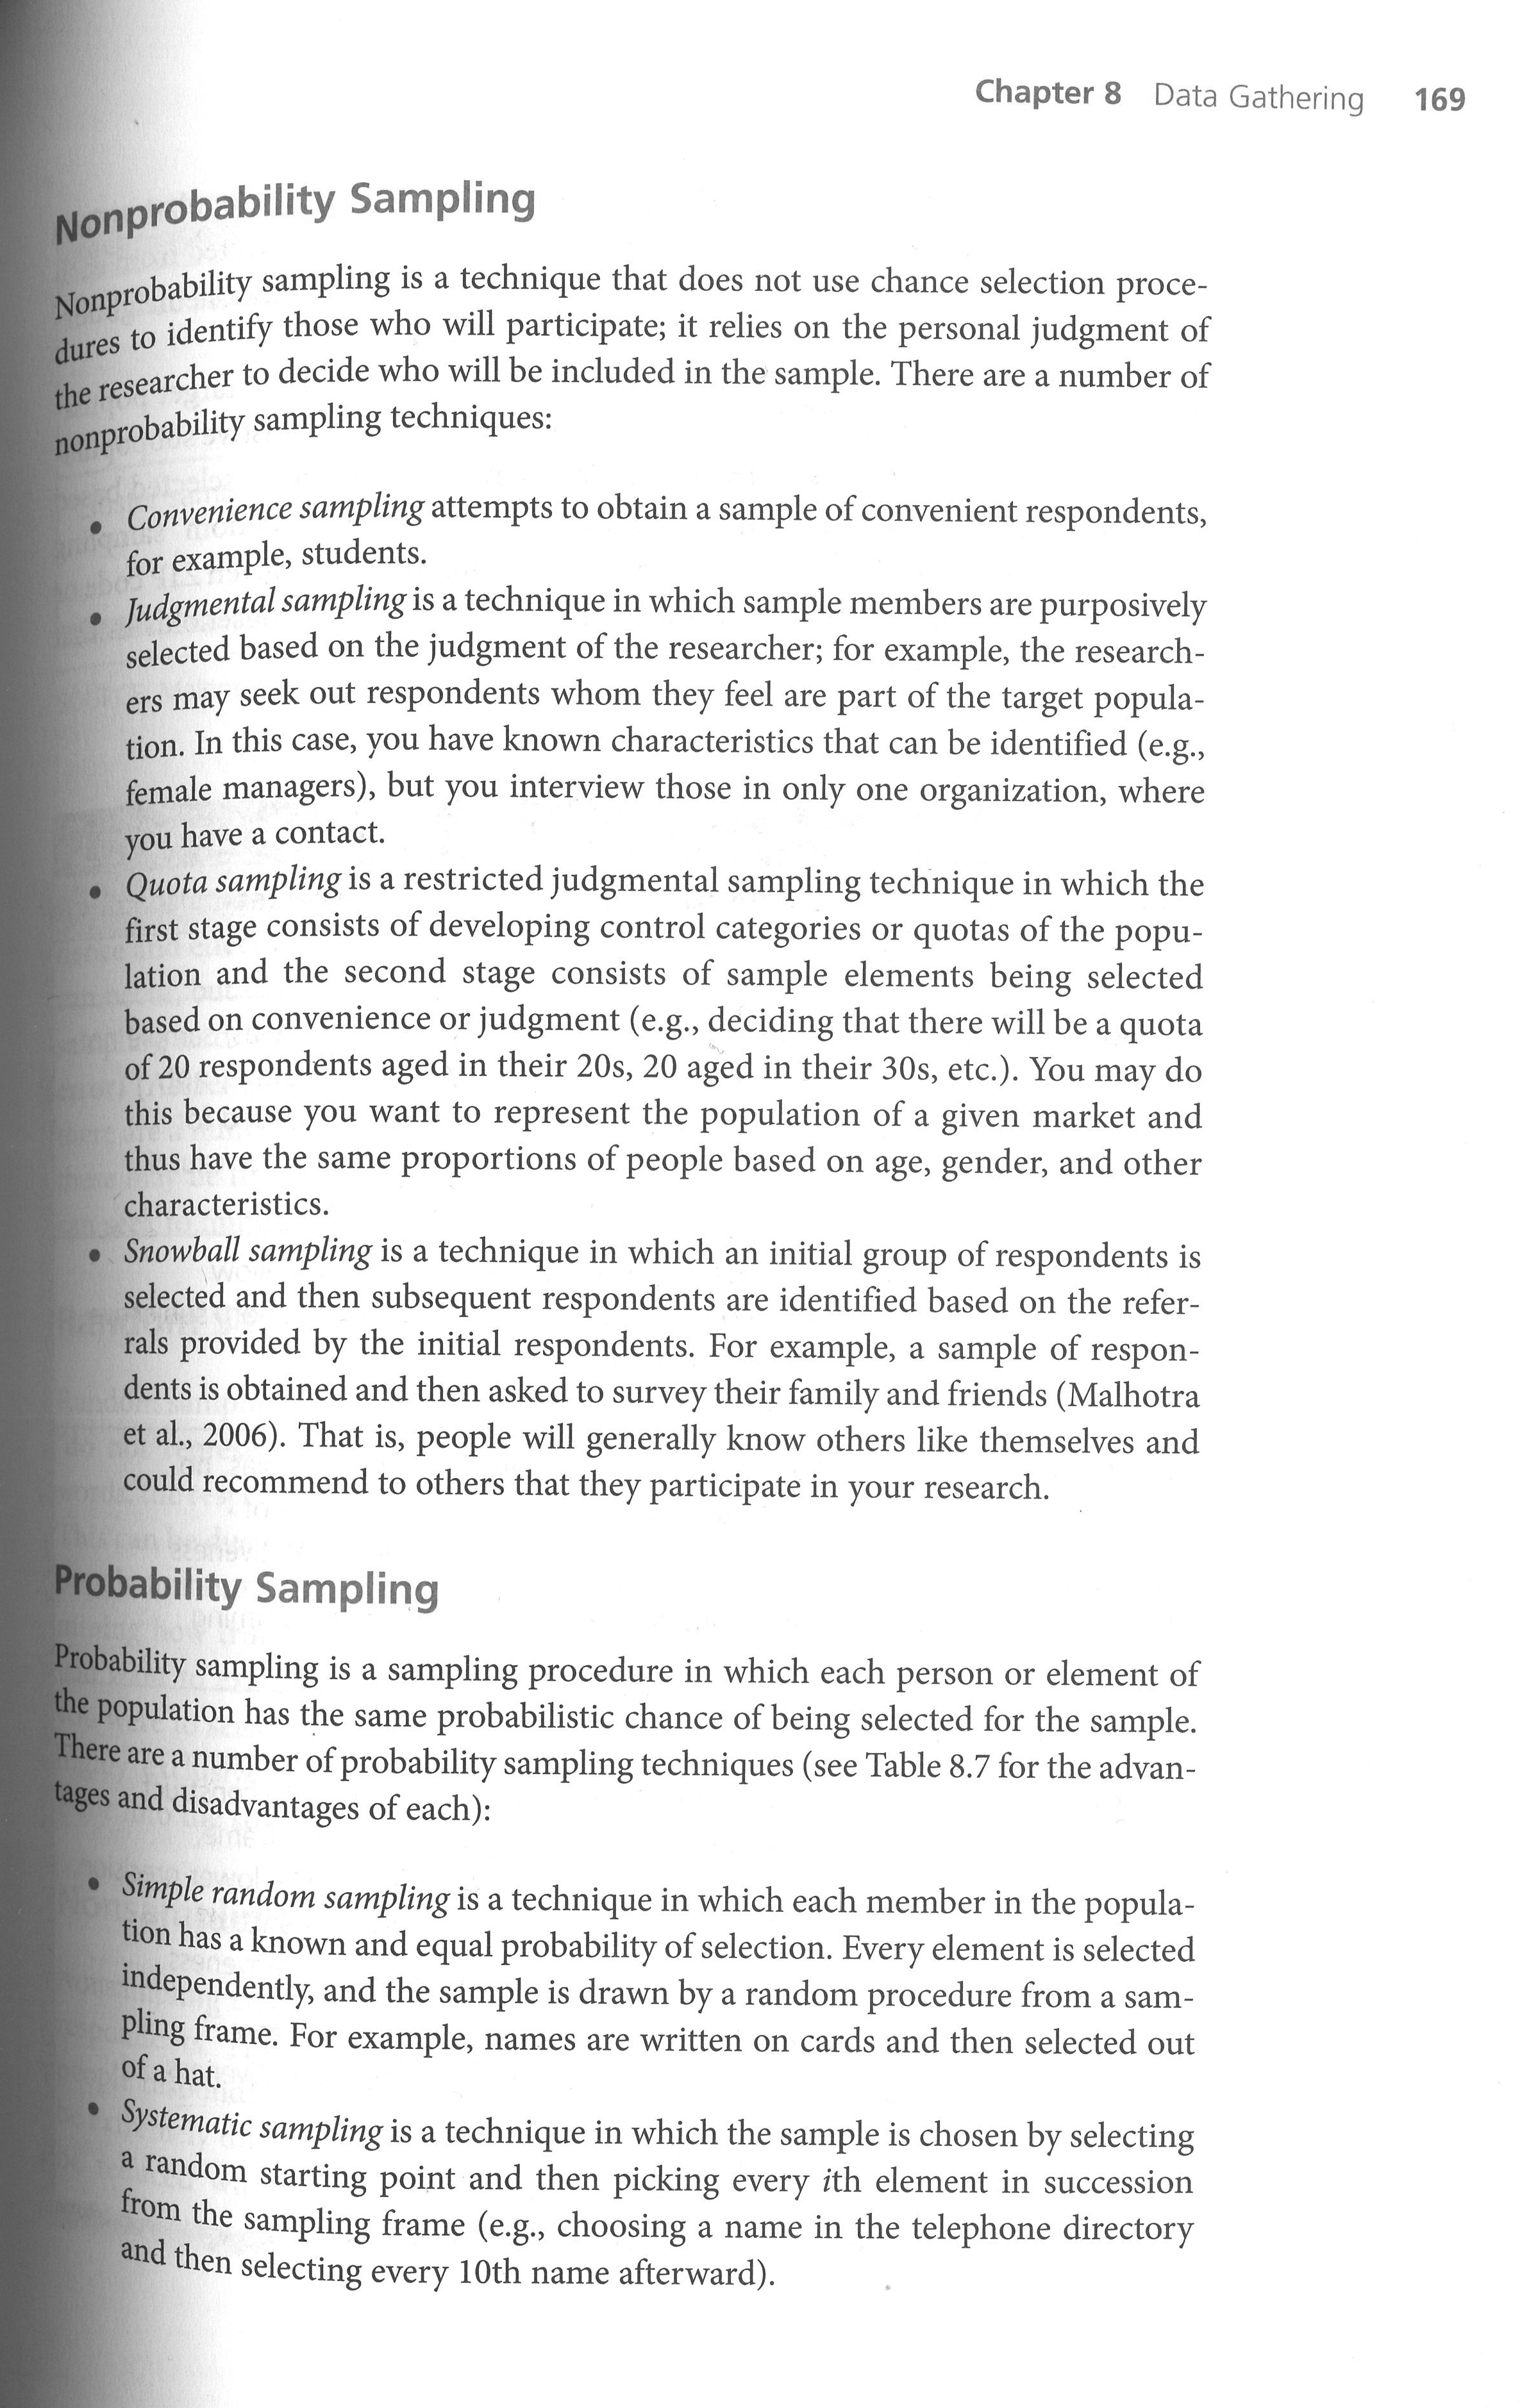 Chapter 8 Data Gathering 169
Nonprobability Sampling
Nonprobability sampling is a technique that does not use chance selection proce-
dures to identify those who will participate; it relies on the personal judgment of
the researcher to decide who will be included in the sample. There are a number of
nonprobability sampling techniques:
• Convenience sampling attempts to obtain a sample of convenient respondents,
for example, students.
• Judgmental sampling is a technique in which sample members are purposively
selected based on the judgment of the researcher; for example, the research-
ers may seek out respondents whom they feel are part of the target popula-
tion. In this case, you have known characteristics that can be identified (e.g.,
female managers), but you interview those in only one organization, where
you have a contact.
• Quota sampling is a restricted judgmental sampling technique in which the
first stage consists of developing control categories or quotas of the popu-
lation and the second stage consists of sample elements being selected
based on convenience or judgment (e.g., deciding that there will be a quota
of 20 respondents aged in their 20s, 20 aged in their 30s, etc.). You may do
this because you want to represent the population of a given market and
thus have the same proportions of people based on age, gender, and other
characteristics.
• Snowball sampling is a technique in which an initial group of respondents is
selected and then subsequent respondents are identified based on the refer-
rals provided by the initial respondents. For example, a sample of respon-
dents is obtained and then asked to survey their family and friends (Malhotra
et al., 2006). That is, people will generally know others like themselves and
could recommend to others that they participate in your research.
Probability Sampling
Probability sampling is a sampling procedure in which each person or element of
the population has the same probabilistic chance of being selected for the sample.
There are a number of probability sampling techniques (see Table 8.7 for the advan-
tages and disadvantages of each):
• Simple random sampling is a technique in which each member in the popula-
tion has a known and equal probability of selection. Every element is selected
independently, and the sample is drawn by a random procedure from a sam-
pling frame. For example, names are written on cards and then selected out
of a hat.
• Systematic sampling is a technique in which the sample is chosen by selecting
a random starting point and then picking every ith element in succession
from the sampling frame (e.g., choosing a name in the telephone directory
and then selecting every 10th name afterward).